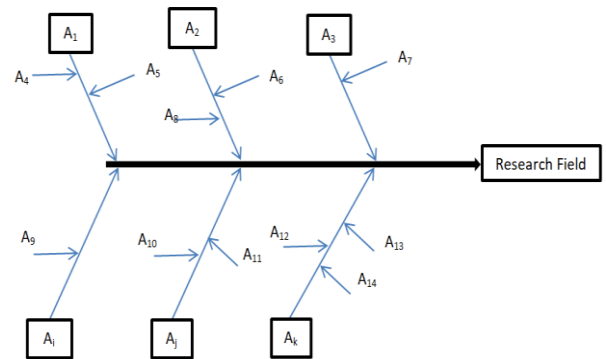 A₁
A₂
A₃
A₄
A₅
A₆
A₇
A₈
Research Field
A₉
A₁₀
A₁₁
A₁₂
A₁₃
A₁₄
Aᵢ
Aⱼ
Aₖ